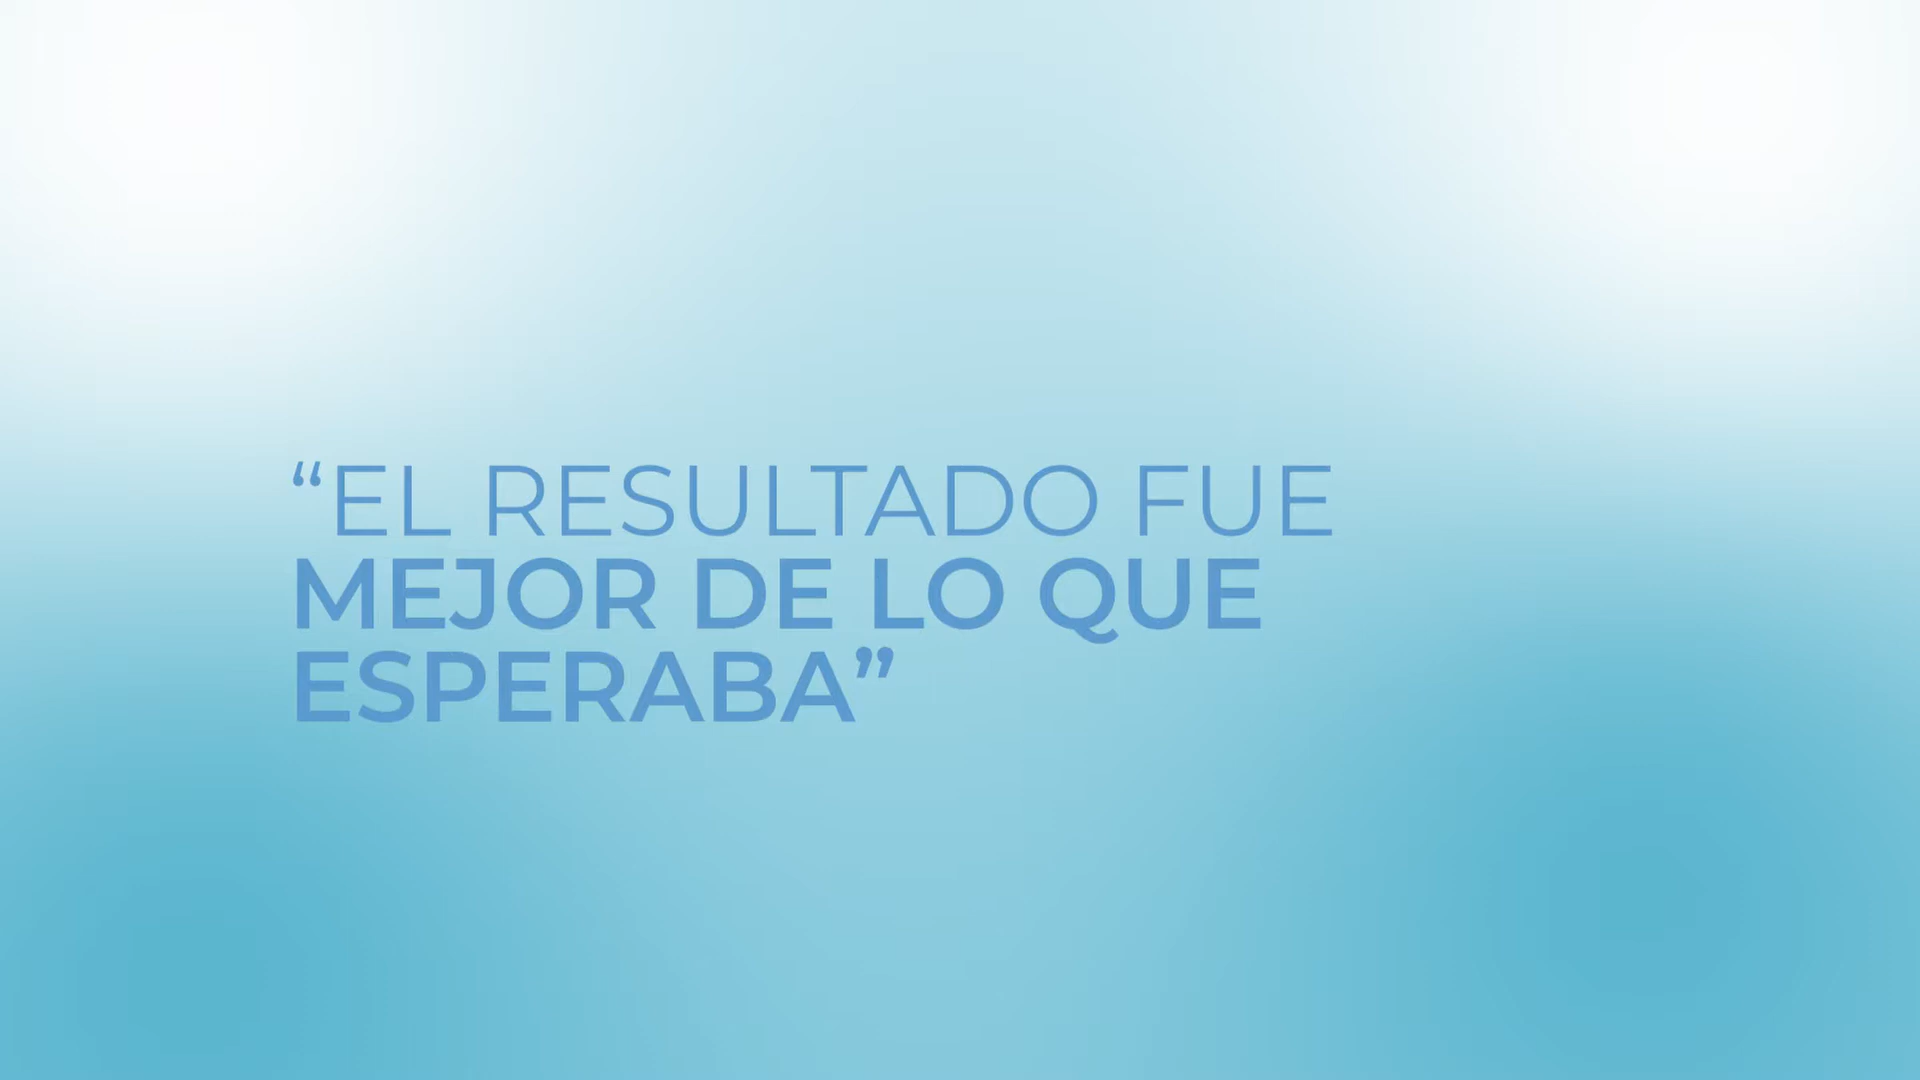 “EL RESULTADO FUE
MEJOR DE LO QUE
ESPERABA”